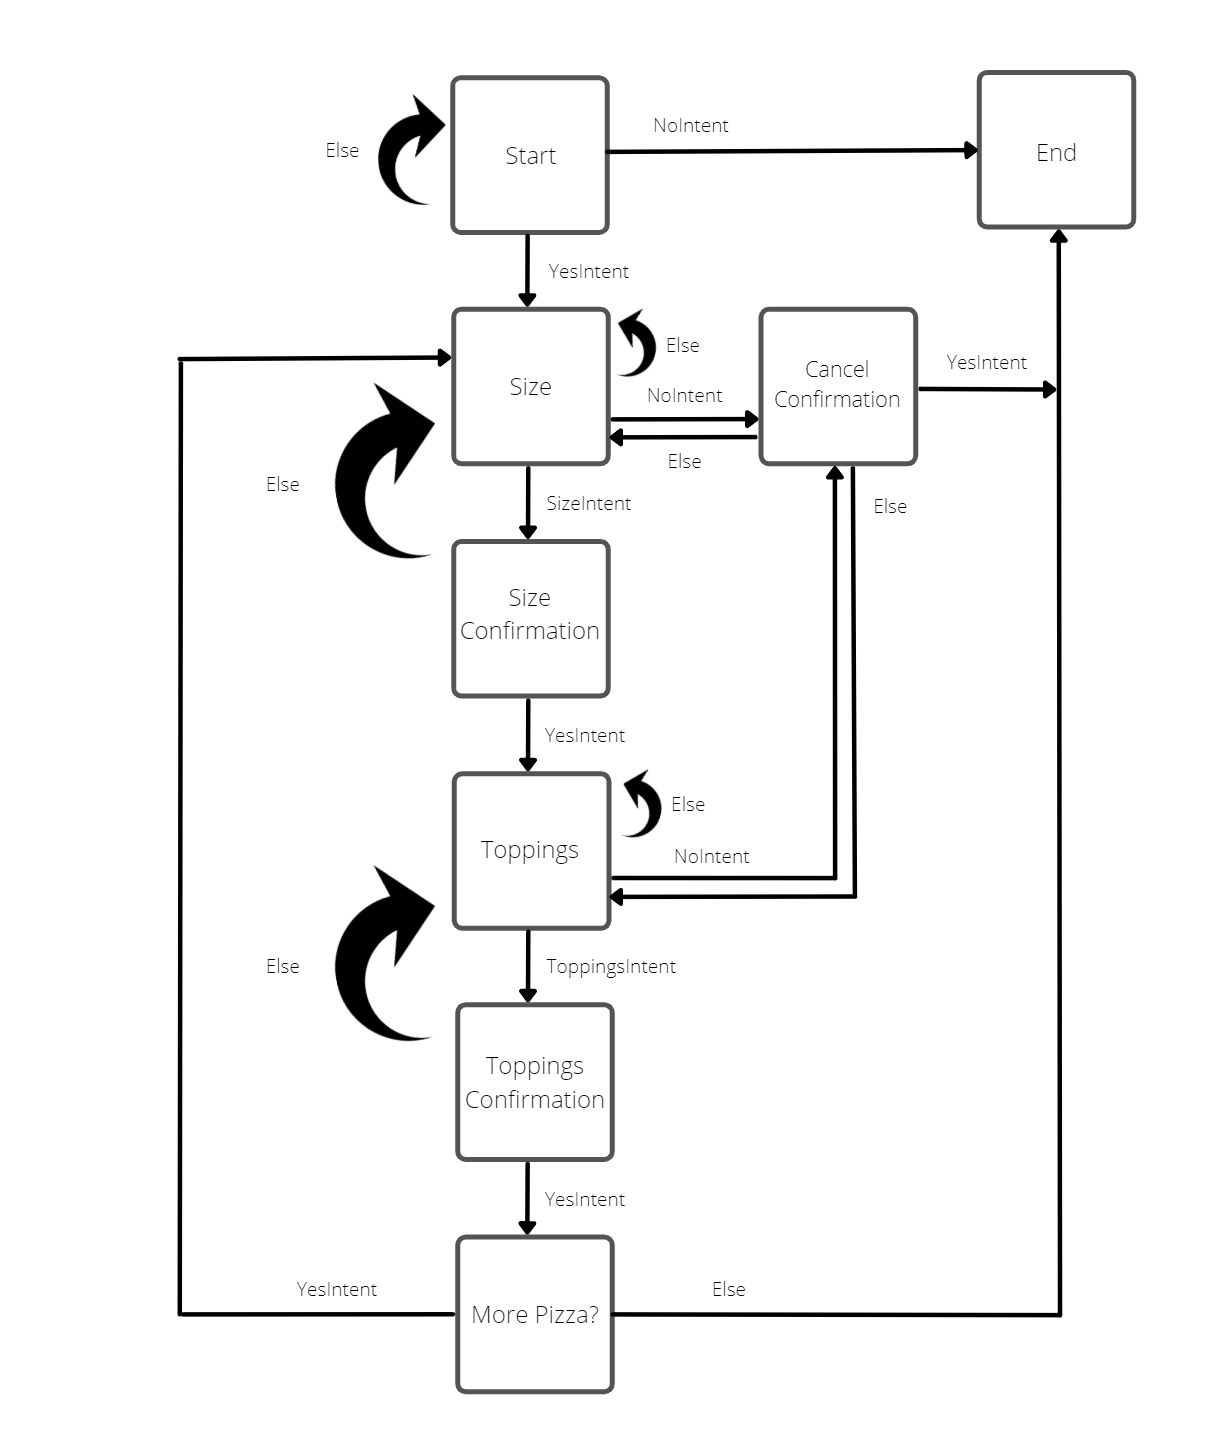 NoIntent
Else
Start
End
YesIntent
Else
Size
NoIntent
Else
Cancel
Confirmation
YesIntent
Else
SizeIntent
Else
Size
Confirmation
YesIntent
Else
Toppings
NoIntent
Else
ToppingsIntent
Toppings
Confirmation
YesIntent
YesIntent
Else
More Pizza?